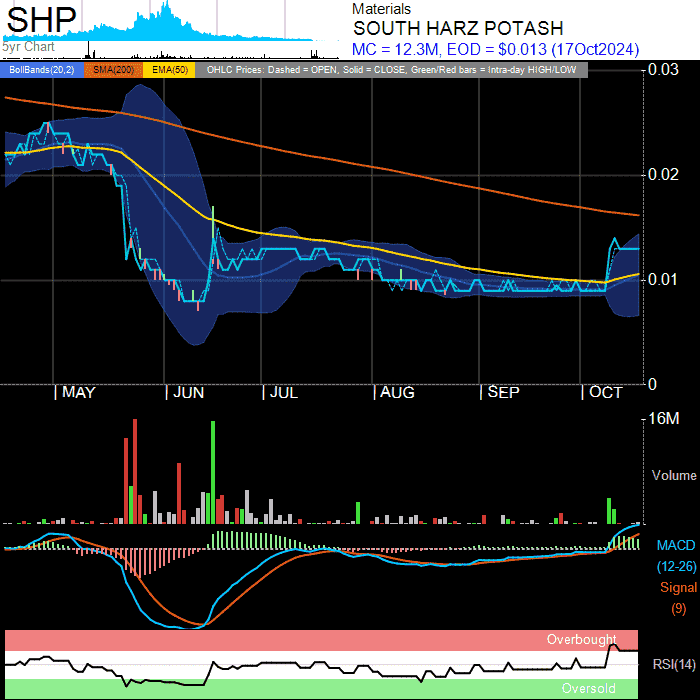 SHP
5yr Chart
Materials
SOUTH HARZ POTASH
MC = 12.3M, EOD = $0.013 (17Oct2024)
BollBands(20,2) SMA(200) EMA(50) OHLC Prices: Dashed = OPEN, Solid = CLOSE, Green/Red bars = Intra-day HIGH/LOW
0.03
0.02
0.01
0
MAY JUN JUL AUG SEP OCT
16M
Volume
MACD
(12-26)
Signal
(9)
Overbought
RSI(14)
Oversold